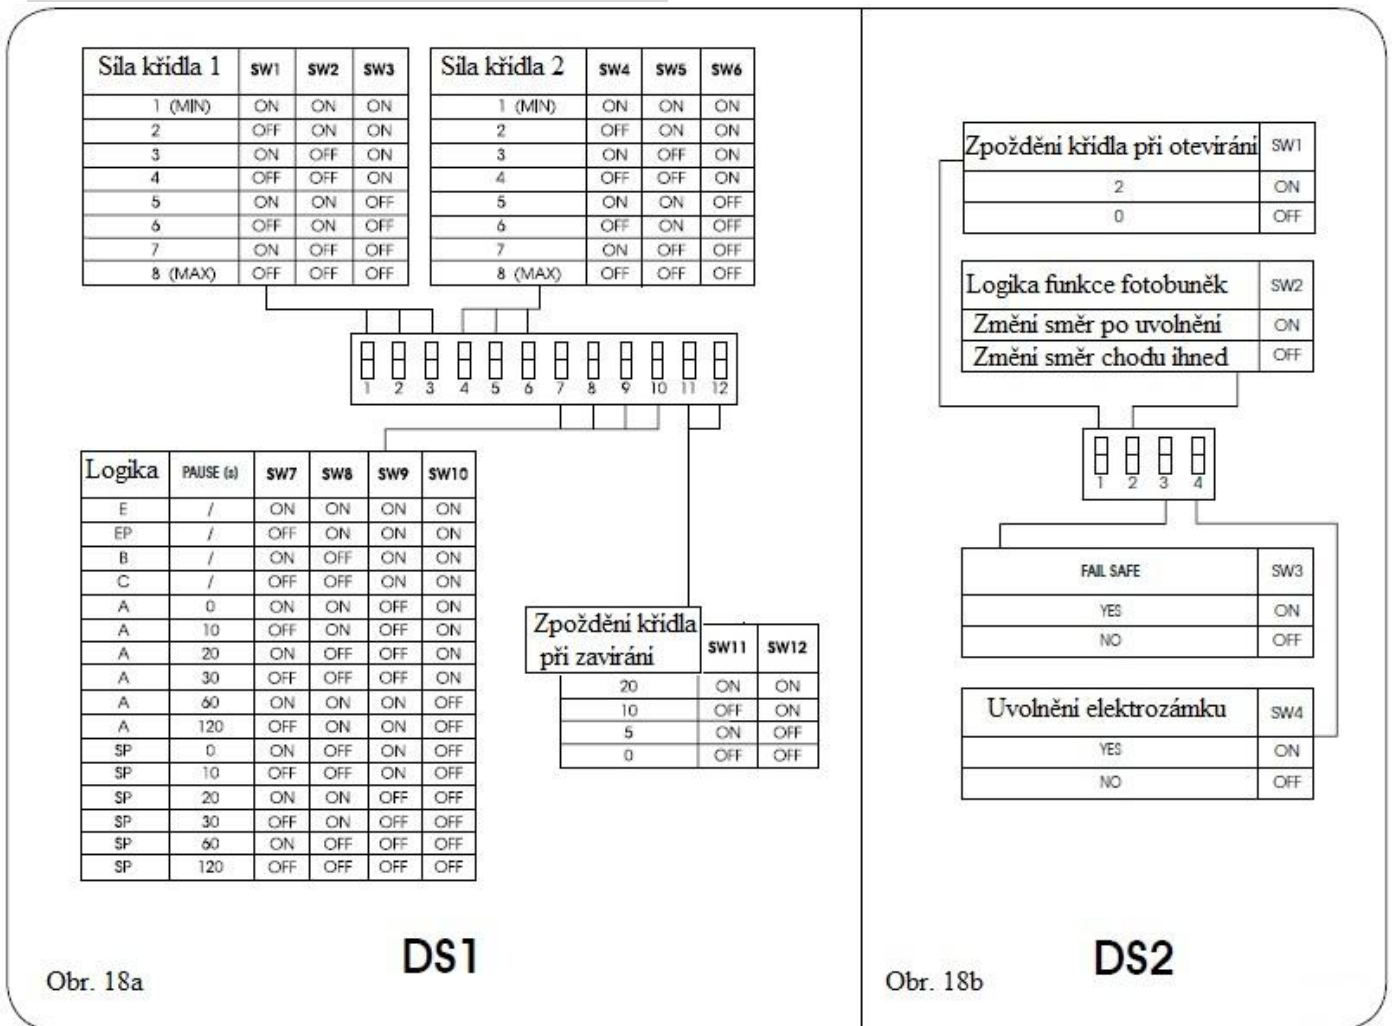 Síla křídla 1 SW1 SW2 SW3
1 (MIN) ON ON ON
2 OFF ON ON
3 ON OFF ON
4 OFF OFF ON
5 ON ON OFF
6 OFF ON OFF
7 ON OFF OFF
8 (MAX) OFF OFF OFF
Síla křídla 2 SW4 SW5 SW6
1 (MIN) ON ON ON
2 OFF ON ON
3 ON OFF ON
4 OFF OFF ON
5 ON ON OFF
6 OFF ON OFF
7 ON OFF OFF
8 (MAX) OFF OFF OFF
1 2 3 4 5 6 7 8 9 10 11 12
Logika PAUSE (s) SW7 SW8 SW9 SW10
E / ON ON ON ON
EP / OFF ON ON ON
B / ON OFF ON ON
C / OFF OFF ON ON
A 0 ON ON OFF ON
A 10 OFF ON OFF ON
A 20 ON OFF OFF ON
A 30 OFF OFF OFF ON
A 60 ON ON ON OFF
A 120 OFF ON ON OFF
SP 0 ON OFF ON OFF
SP 10 OFF OFF ON OFF
SP 20 ON ON OFF OFF
SP 30 OFF ON OFF OFF
SP 60 ON OFF OFF OFF
SP 120 OFF OFF OFF OFF
Zpoždění křídla
při zavírání
SW11 SW12
20 ON ON
10 OFF ON
5 ON OFF
0 OFF OFF
DS1
Obr. 18a
Zpoždění křídla při otevírání SW1
2 ON
0 OFF
Logika funkce fotobuněk SW2
Změní směr po uvolnění ON
Změní směr chodu ihned OFF
1 2 3 4
FAIL SAFE SW3
YES ON
NO OFF
Uvolnění elektrozámku SW4
YES ON
NO OFF
DS2
Obr. 18b